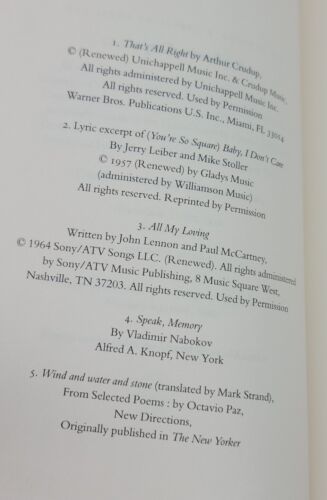 1. That's All Right by Arthur Crudup,
© (Renewed) Unichappell Music Inc. & Crudup Music,
All rights administered by Unichappell Music Inc.
All rights reserved. Used by Permission
Warner Bros. Publications U.S. Inc., Miami, FL 33014
2. Lyric excerpt of (You're So Square) Baby, I Don't Care
By Jerry Leiber and Mike Stoller
© 1957 (Renewed) by Gladys Music
(administered by Williamson Music)
All rights reserved. Reprinted by Permission
3. All My Loving
Written by John Lennon and Paul McCartney,
© 1964 Sony/ATV Songs LLC. (Renewed). All rights administered
by Sony/ATV Music Publishing, 8 Music Square West,
Nashville, TN 37203. All rights reserved. Used by Permission
4. Speak, Memory
By Vladimir Nabokov
Alfred A. Knopf, New York
5. Wind and water and stone (translated by Mark Strand),
From Selected Poems : by Octavio Paz,
New Directions,
Originally published in The New Yorker